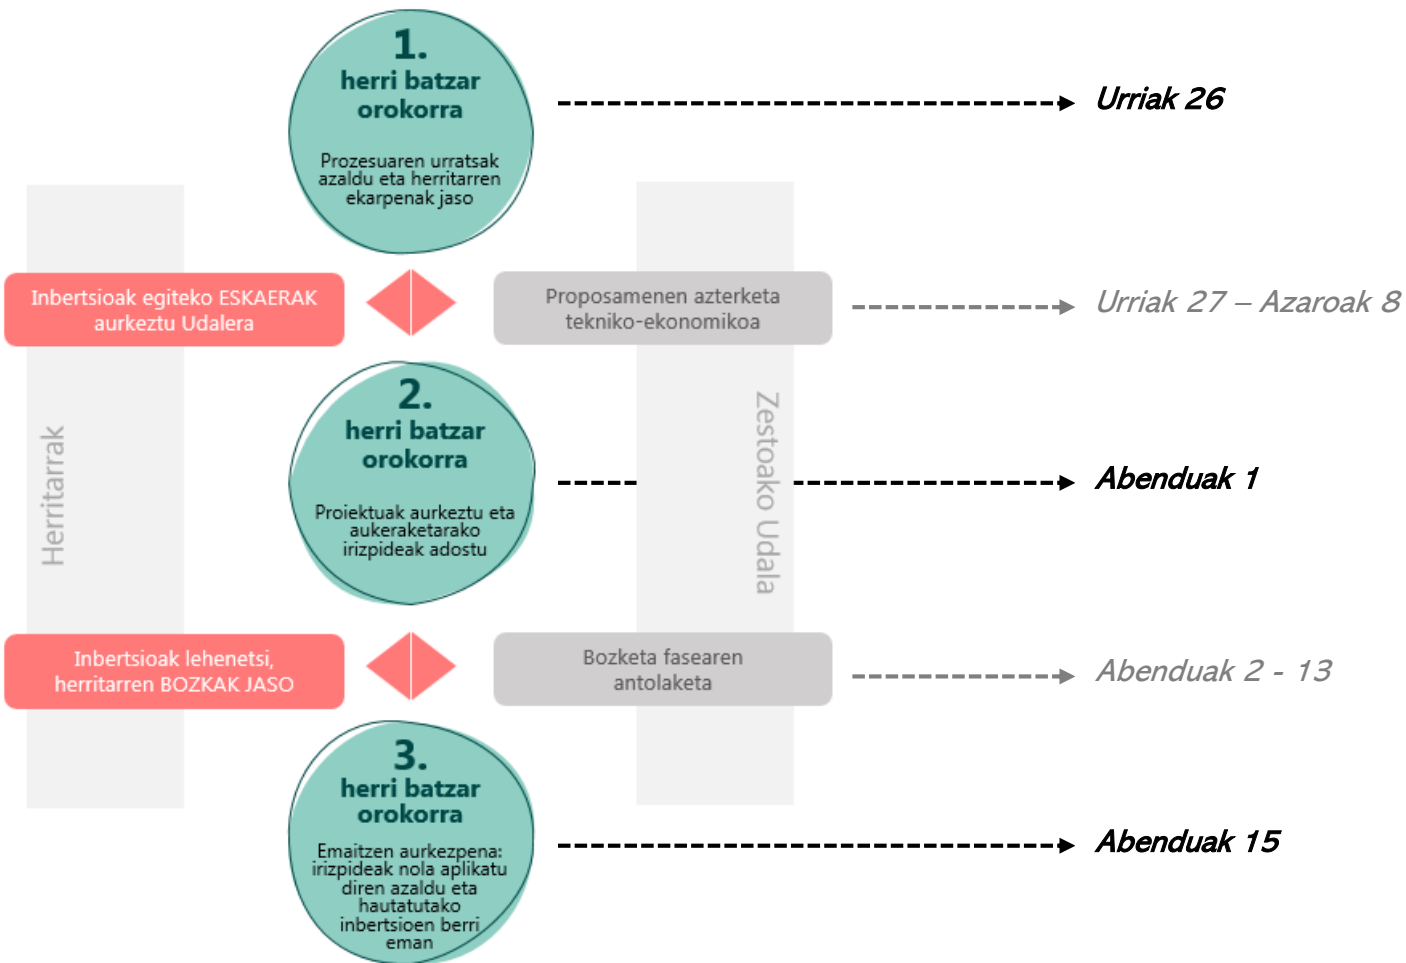 1.
herri batzar
orokorra
Prozesuaren urratsak
azaldu eta herritarren
ekarpenak jaso
Urriak 26
Inbertsioak egiteko ESKAERAK
aurkeztu Udalera
Proposamenen azterketa
tekniko-ekonomikoa
Urriak 27 – Azaroak 8
Herritarrak
2.
herri batzar
orokorra
Proiektuak aurkeztu eta
aukeraketarako
irizpideak adostu
Zestoako Udala
Abenduak 1
Inbertsioak lehenetsi,
herritarren BOZKAK JASO
Bozketa fasearen
antolaketa
Abenduak 2 - 13
3.
herri batzar
orokorra
Emaitzen aurkezpena:
irizpideak nola aplikatu
diren azaldu eta
hautatutako
inbertsioen berri
eman
Abenduak 15